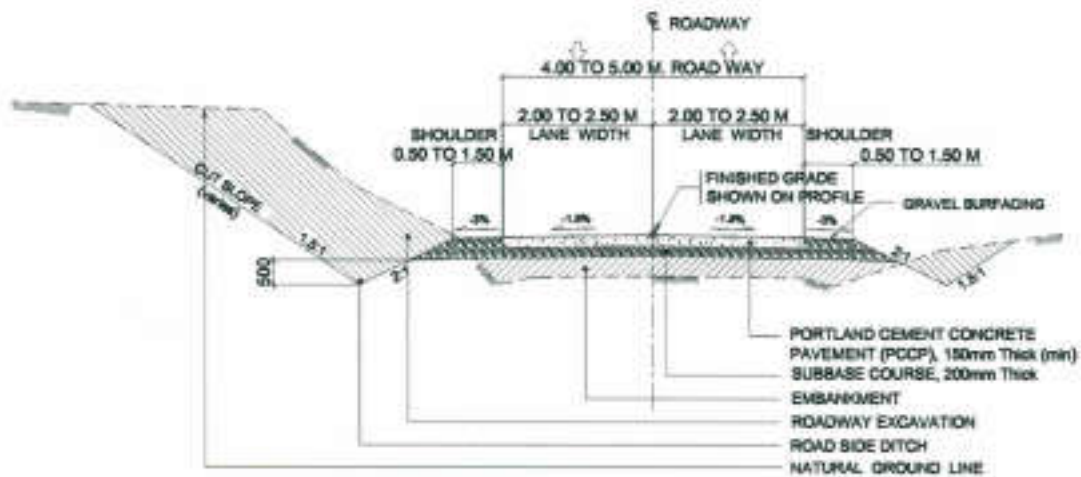 ℄ ROADWAY
4.00 TO 5.00 M. ROAD WAY
2.00 TO 2.50 M
LANE WIDTH
2.00 TO 2.50 M
LANE WIDTH
SHOULDER
0.50 TO 1.50 M
SHOULDER
0.50 TO 1.50 M
FINISHED GRADE
SHOWN ON PROFILE
GRAVEL SURFACING
CUT SLOPE
(varies)
1.5:1
-3%
-1.5%
-1.5%
-3%
500
2:1
2:1
1.5:1
PORTLAND CEMENT CONCRETE
PAVEMENT (PCCP), 150mm Thick (min)
SUBBASE COURSE, 200mm Thick
EMBANKMENT
ROADWAY EXCAVATION
ROAD SIDE DITCH
NATURAL GROUND LINE